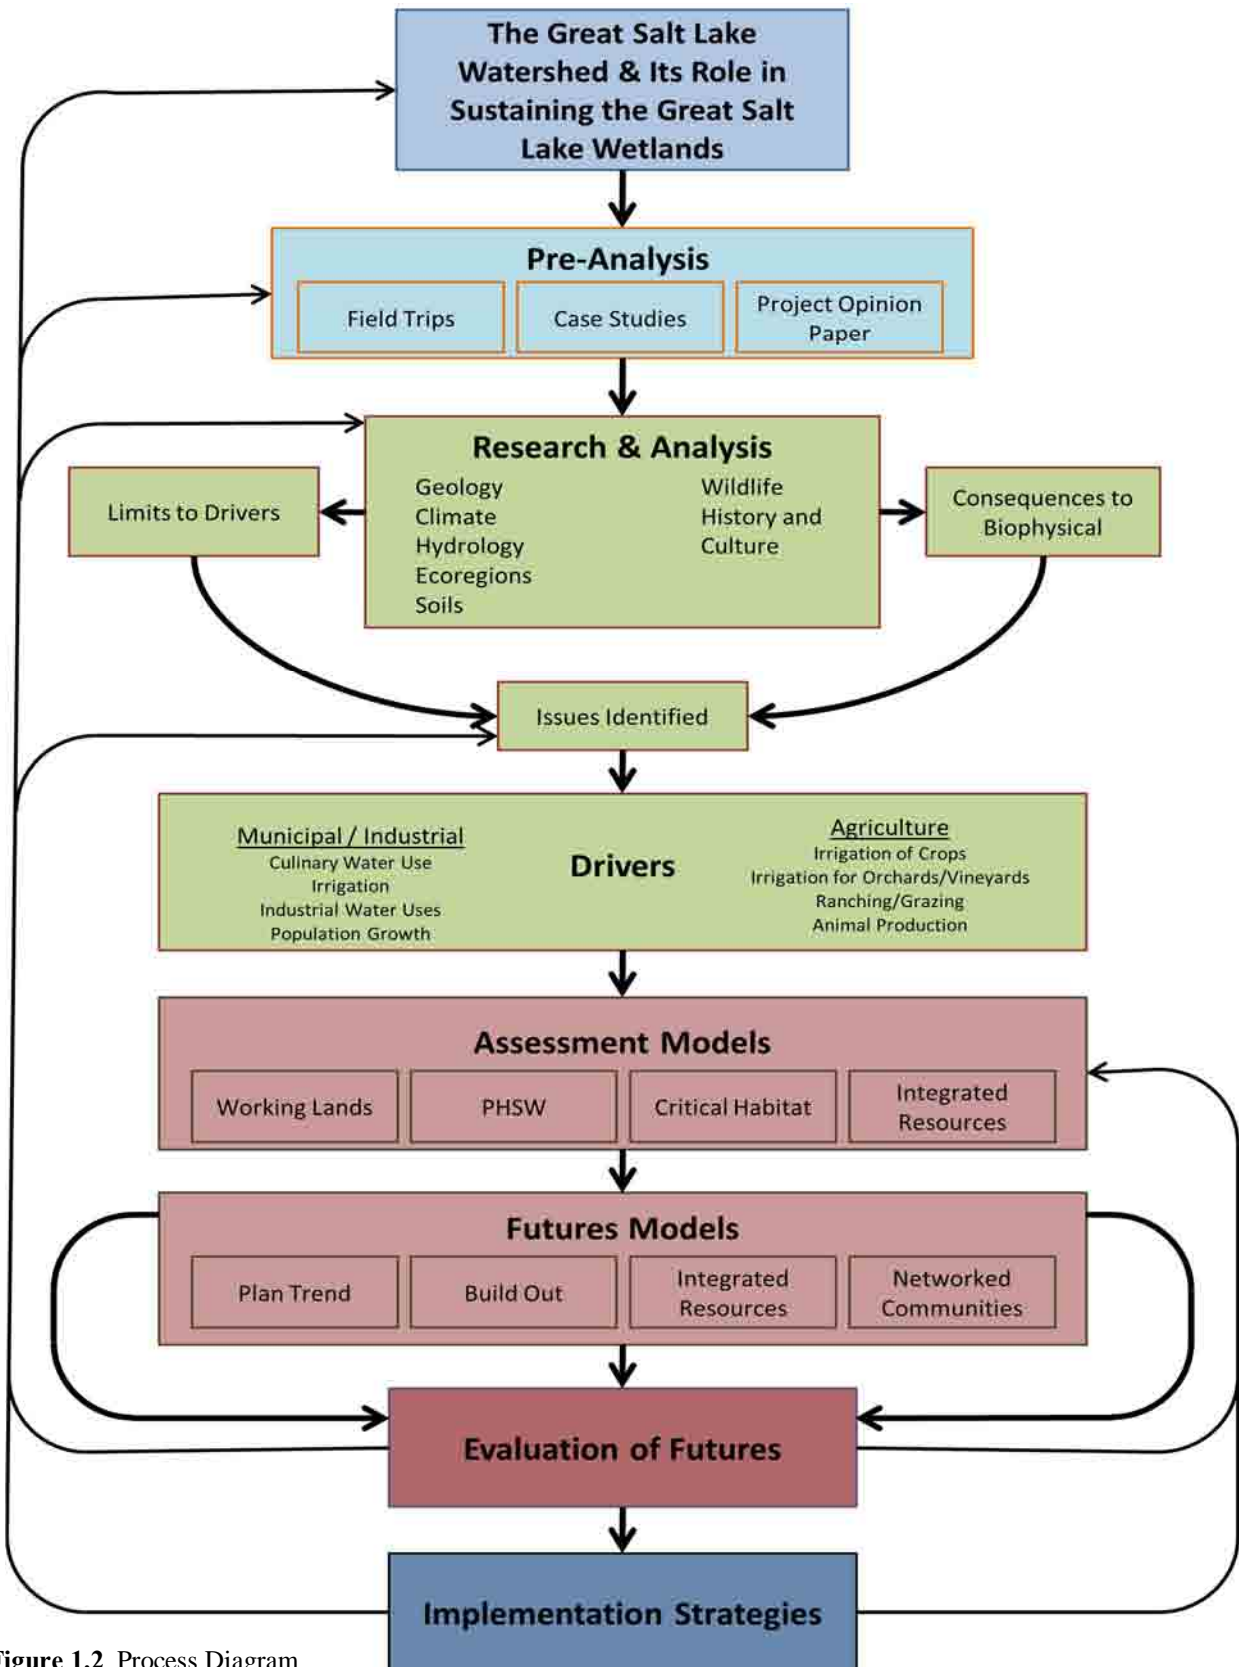 The Great Salt Lake
Watershed & Its Role in
Sustaining the Great Salt
Lake Wetlands
Pre-Analysis
Field Trips
Case Studies
Project Opinion
Paper
Research & Analysis
Geology
Climate
Hydrology
Ecoregions
Soils
Wildlife
History and
Culture
Limits to Drivers
Consequences to
Biophysical
Issues Identified
Municipal / Industrial
Culinary Water Use
Irrigation
Industrial Water Uses
Population Growth
Drivers
Agriculture
Irrigation of Crops
Irrigation for Orchards/Vineyards
Ranching/Grazing
Animal Production
Assessment Models
Working Lands
PHSW
Critical Habitat
Integrated
Resources
Futures Models
Plan Trend
Build Out
Integrated
Resources
Networked
Communities
Evaluation of Futures
Implementation Strategies
Figure 1.2 Process Diagram